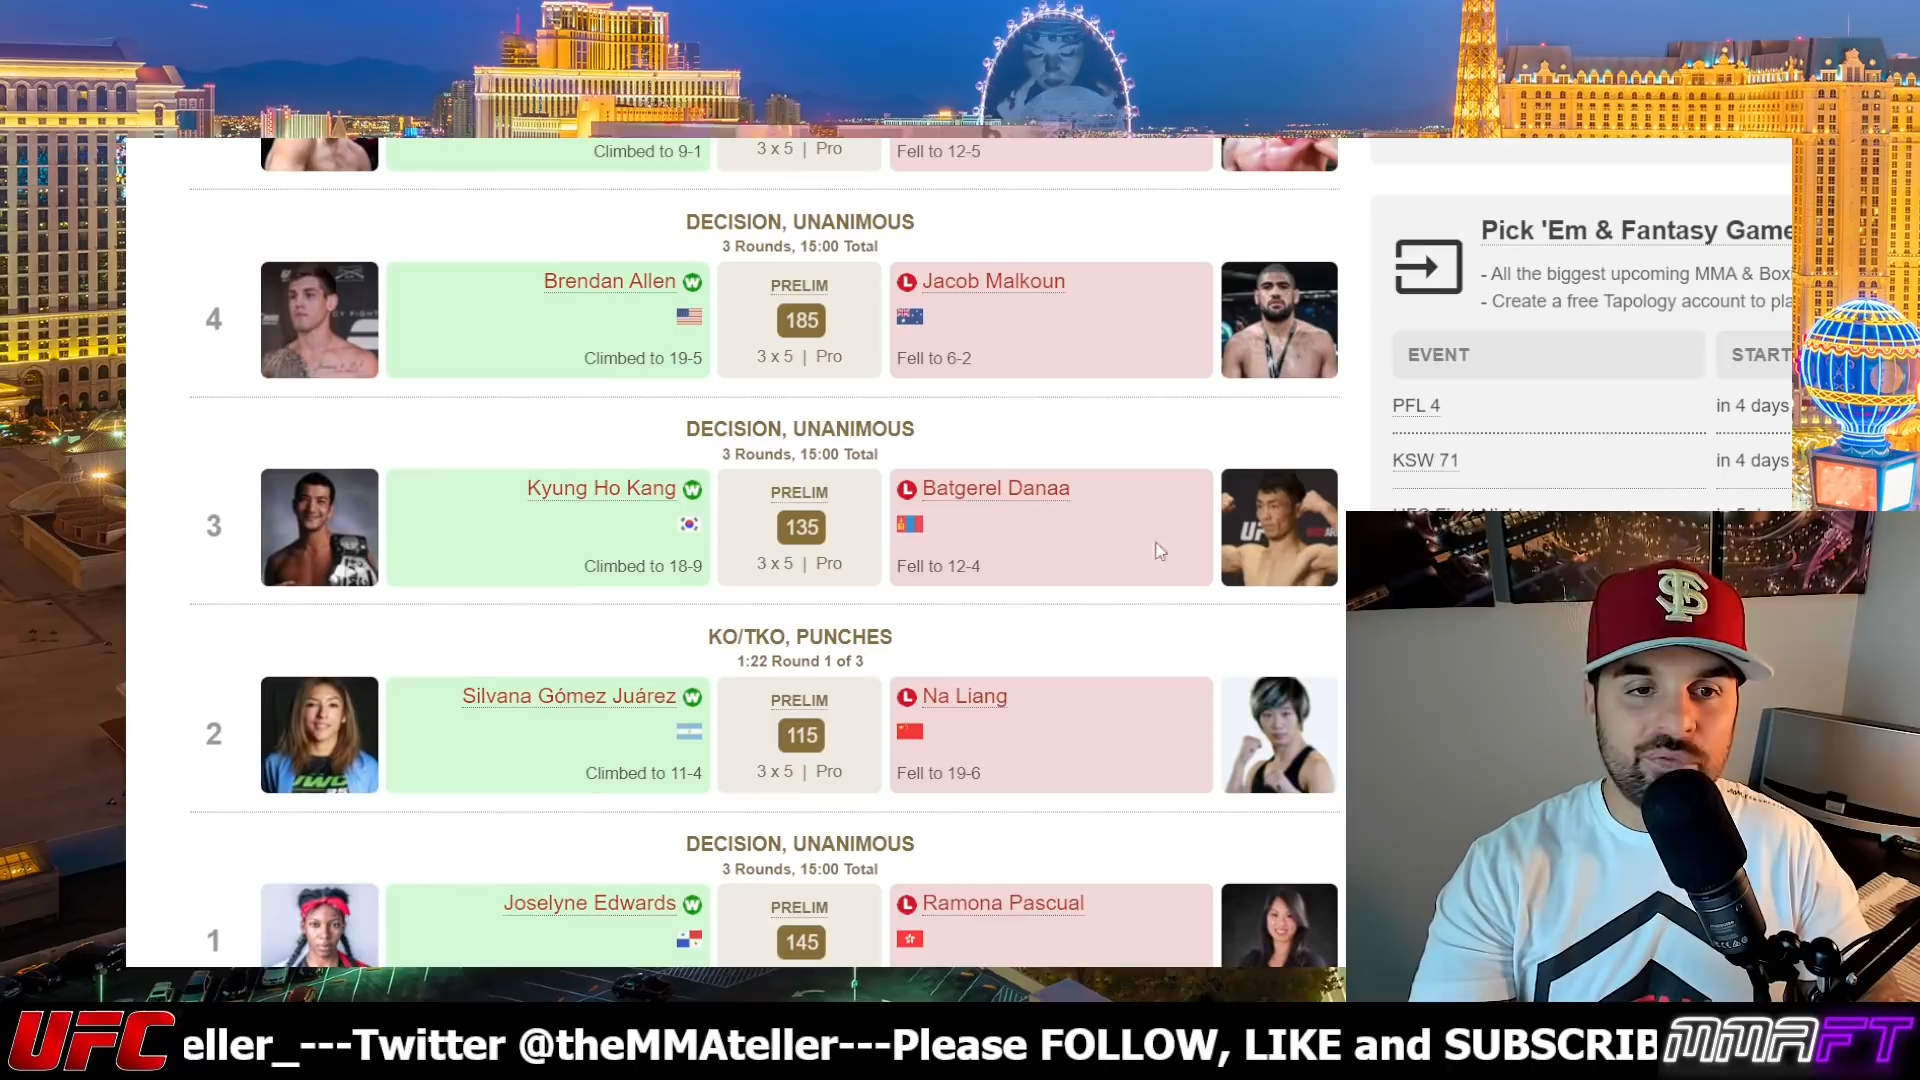 Climbed to 9-1
3 x 5 | Pro
Fell to 12-5
DECISION, UNANIMOUS
3 Rounds, 15:00 Total
4
Brendan Allen W
PRELIM
L Jacob Malkoun
185
Climbed to 19-5
3 x 5 | Pro
Fell to 6-2
DECISION, UNANIMOUS
3 Rounds, 15:00 Total
3
Kyung Ho Kang W
PRELIM
L Batgerel Danaa
135
Climbed to 18-9
3 x 5 | Pro
Fell to 12-4
KO/TKO, PUNCHES
1:22 Round 1 of 3
2
Silvana Gómez Juárez W
PRELIM
L Na Liang
115
Climbed to 11-4
3 x 5 | Pro
Fell to 19-6
DECISION, UNANIMOUS
3 Rounds, 15:00 Total
1
Joselyne Edwards W
PRELIM
L Ramona Pascual
145
Pick 'Em & Fantasy Game
- All the biggest upcoming MMA & Box
- Create a free Tapology account to pla
EVENT START
PFL 4 in 4 days
KSW 71 in 4 days
UFC eller_---Twitter @theMMAteller---Please FOLLOW, LIKE and SUBSCRIB MMAFT